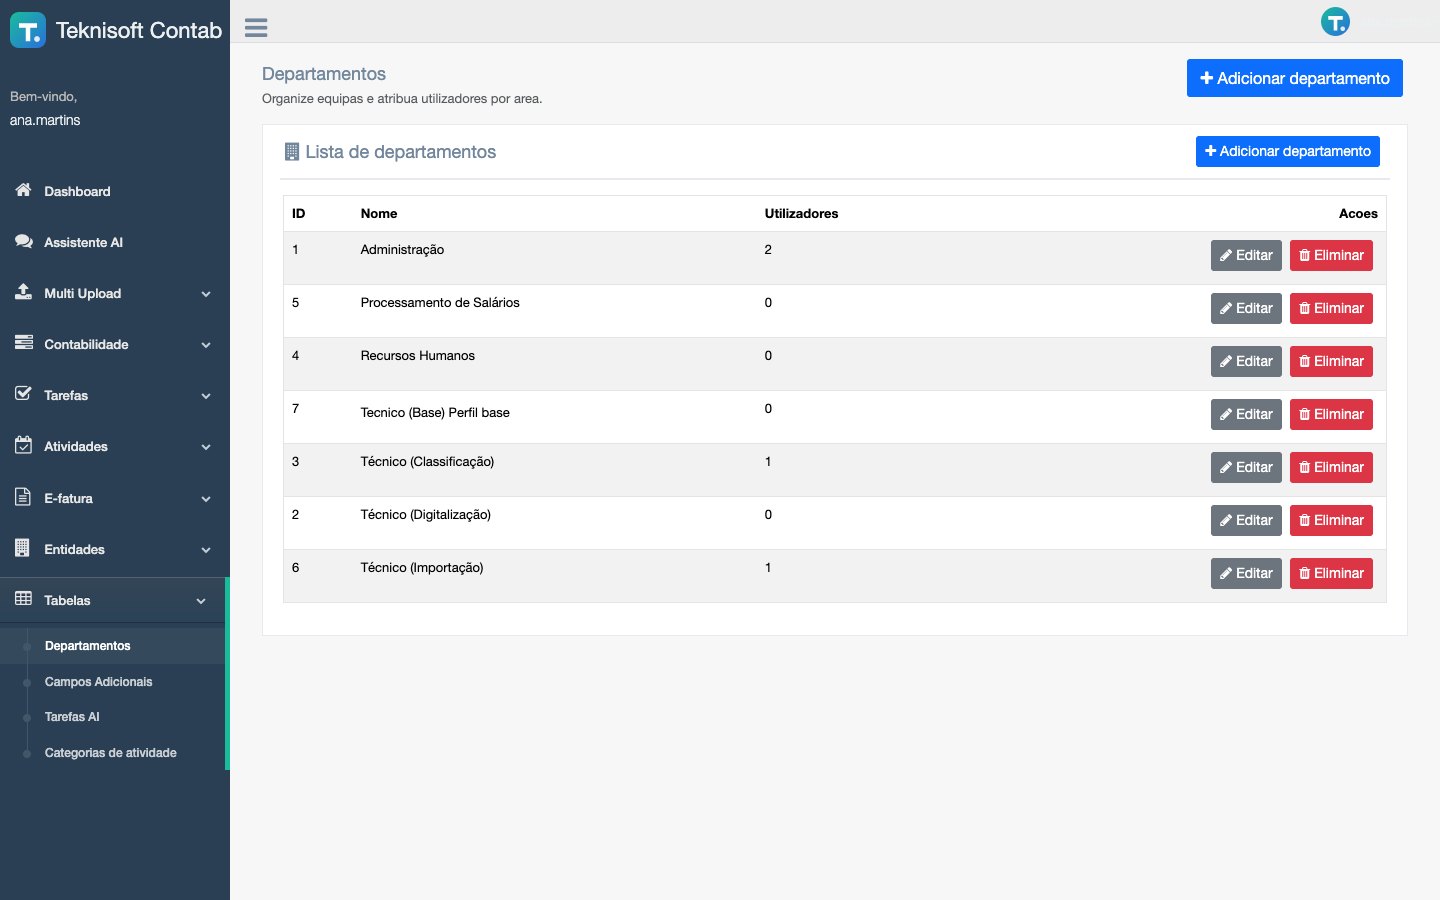 T. Teknisoft Contab
T.
Bem-vindo,
ana.martins
Dashboard
Assistente AI
Multi Upload
Contabilidade
Tarefas
Atividades
E-fatura
Entidades
Tabelas
Departamentos
Campos Adicionais
Tarefas AI
Categorias de atividade
Departamentos
Organize equipas e atribua utilizadores por area.
Adicionar departamento
Lista de departamentos
Adicionar departamento
ID Nome Utilizadores Acoes
1 Administração 2 Editar Eliminar
5 Processamento de Salários 0 Editar Eliminar
4 Recursos Humanos 0 Editar Eliminar
7 Tecnico (Base) Perfil base 0 Editar Eliminar
3 Técnico (Classificação) 1 Editar Eliminar
2 Técnico (Digitalização) 0 Editar Eliminar
6 Técnico (Importação) 1 Editar Eliminar